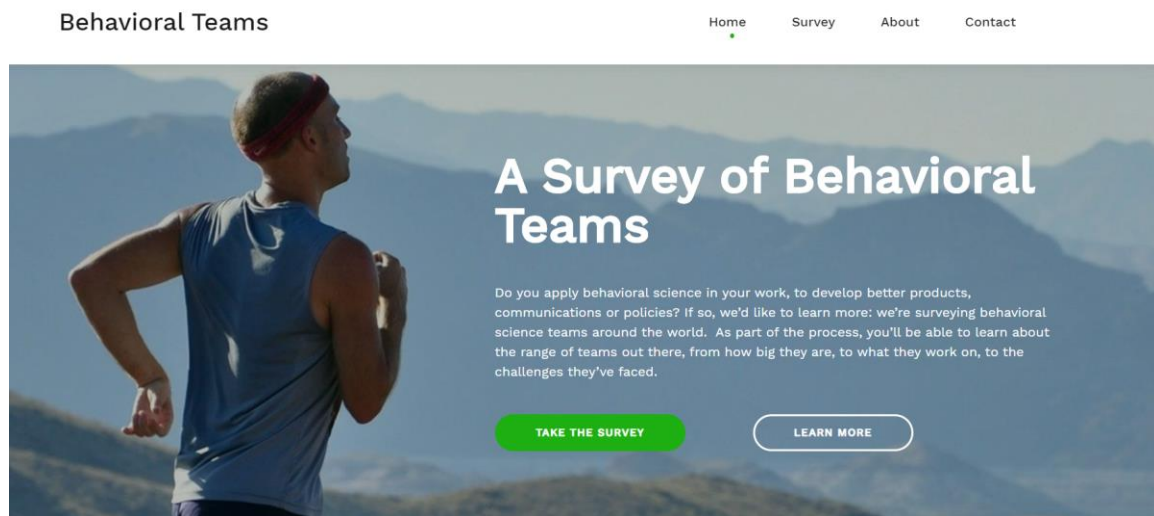 Behavioral Teams
Home Survey About Contact
A Survey of Behavioral
Teams
Do you apply behavioral science in your work, to develop better products,
communications or policies? If so, we’d like to learn more: we’re surveying behavioral
science teams around the world.  As part of the process, you’ll be able to learn about
the range of teams out there, from how big they are, to what they work on, to the
challenges they’ve faced.
TAKE THE SURVEY LEARN MORE